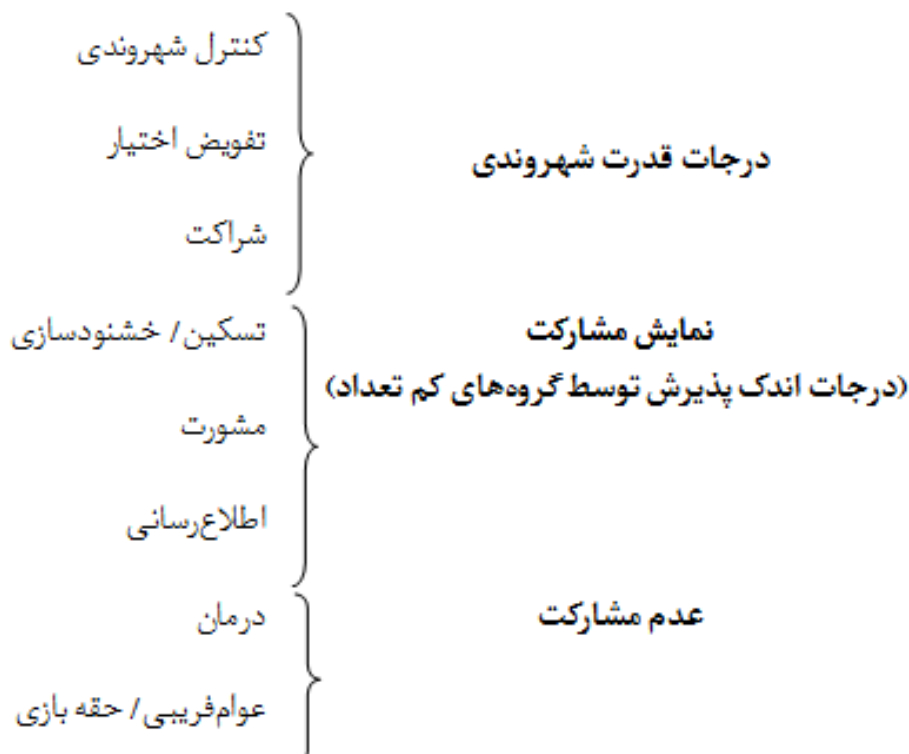 کنترل شهروندی
تفویض اختیار
درجات قدرت شهروندی
شراکت
نمایش مشارکت
تسکین/ خشنودسازی
(درجات اندک پذیرش توسط گروه‌های کم تعداد)
مشورت
اطلاع‌رسانی
عدم مشارکت
درمان
عوام‌فریبی/ حقه بازی